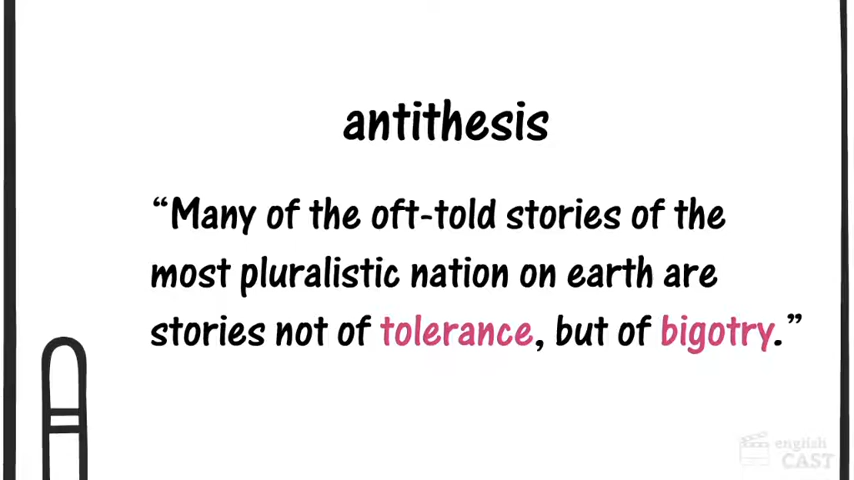 antithesis
“Many of the oft-told stories of the
most pluralistic nation on earth are
stories not of tolerance, but of bigotry.”
english
CAST